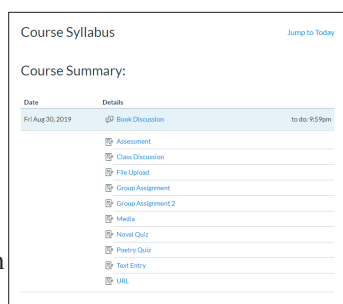 Course Syllabus Jump to Today
Course Summary:
Date Details
Fri Aug 30, 2019 Book Discussion to do: 9:59pm
Assessment
Class Discussion
File Upload
Group Assignment
Group Assignment 2
Media
Novel Quiz
Poetry Quiz
Text Entry
URL